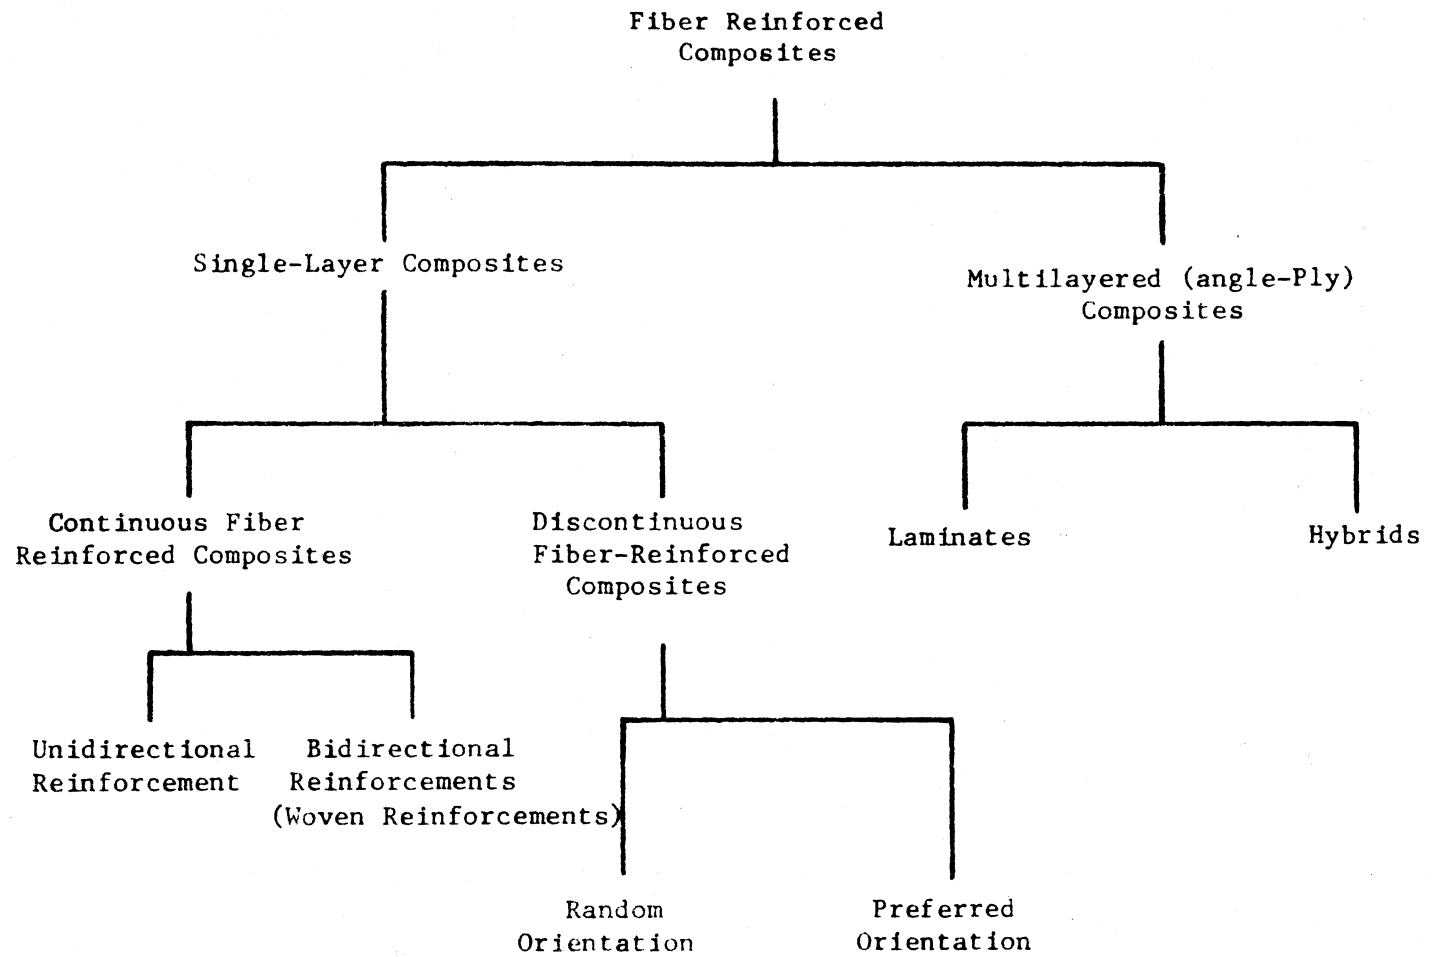 Fiber Reinforced
Composites
Single-Layer Composites
Multilayered (angle-Ply)
Composites
Continuous Fiber
Reinforced Composites
Discontinuous
Fiber-Reinforced
Composites
Laminates
Hybrids
Unidirectional
Reinforcement
Bidirectional
Reinforcements
(Woven Reinforcements)
Random
Orientation
Preferred
Orientation